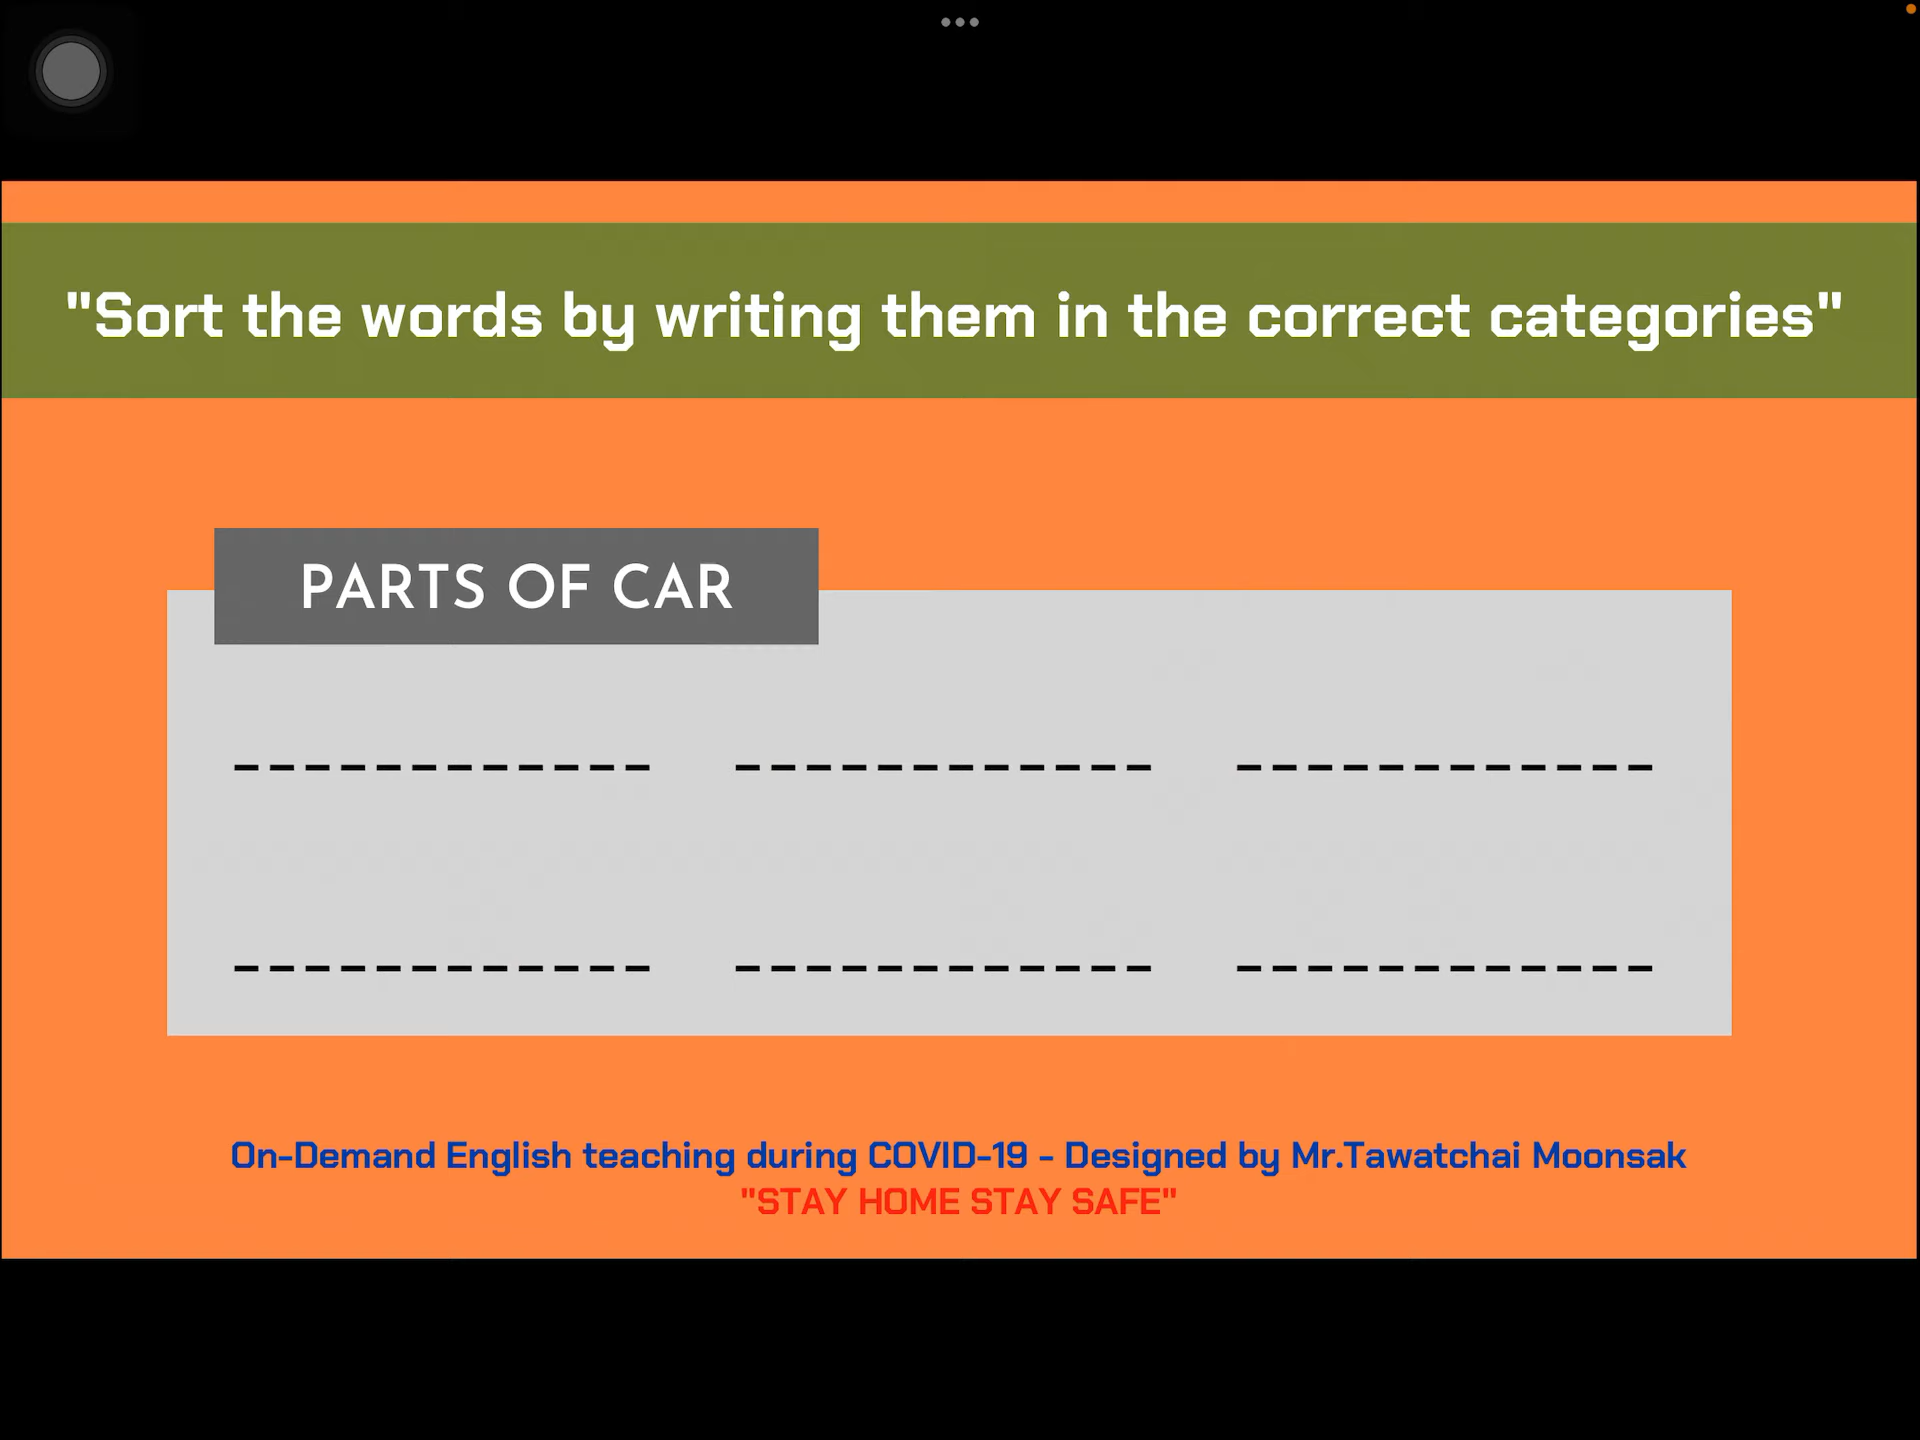 "Sort the words by writing them in the correct categories"
PARTS OF CAR
On-Demand English teaching during COVID-19 - Designed by Mr.Tawatchai Moonsak
"STAY HOME STAY SAFE"